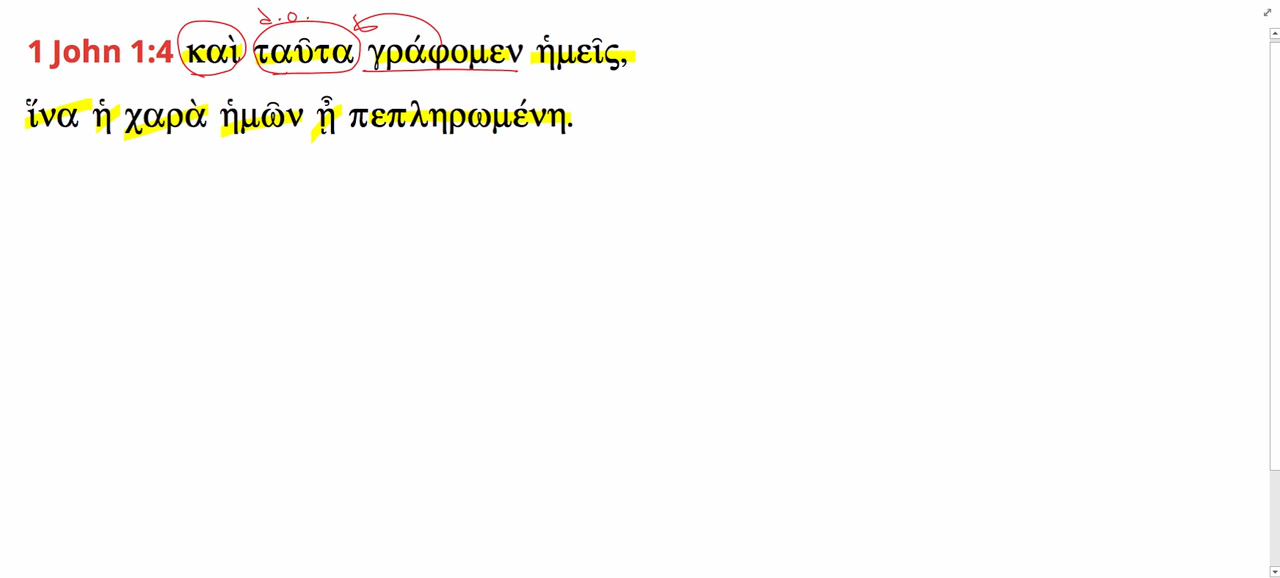 d.o.
1 John 1:4 καὶ ταῦτα γράφομεν ἡμεῖς,
ἵνα ἡ χαρὰ ἡμῶν ᾖ πεπληρωμένη.